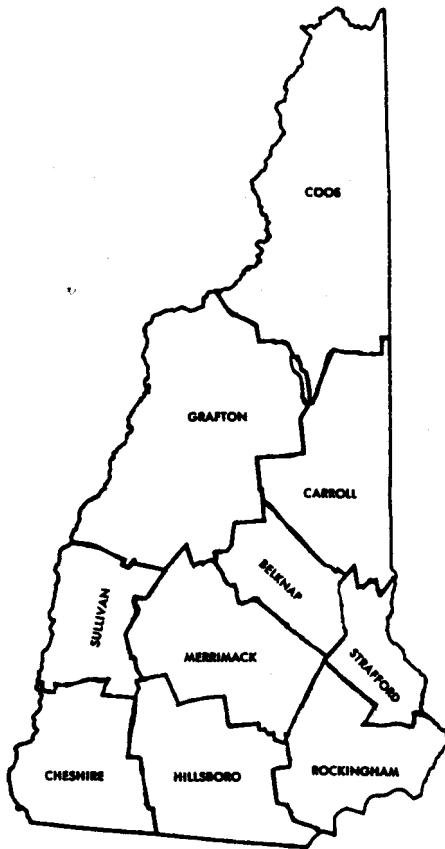 COOS
GRAFTON
CARROLL
BELKNAP
SULLIVAN
MERRIMACK
STRAFFORD
CHESHIRE
HILLSBORO
ROCKINGHAM